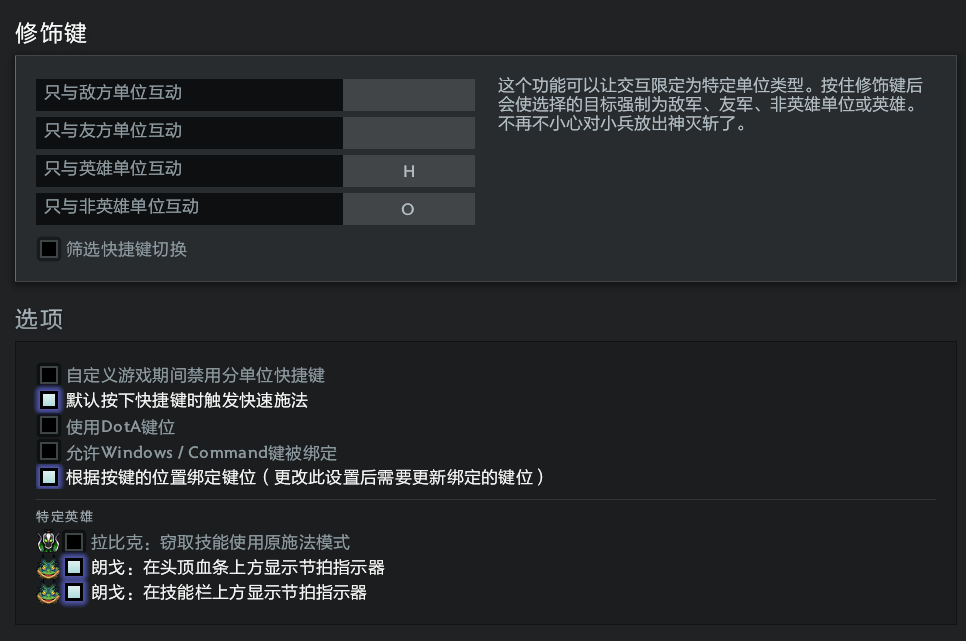 修饰键
只与敌方单位互动
只与友方单位互动
只与英雄单位互动 H
只与非英雄单位互动 O
筛选快捷键切换
这个功能可以让交互限定为特定单位类型。按住修饰键后
会使选择的目标强制为敌军、友军、非英雄单位或英雄。
不再不小心对小兵放出神灭斩了。
选项
自定义游戏期间禁用分单位快捷键
默认按下快捷键时触发快速施法
使用DotA键位
允许Windows / Command键被绑定
根据按键的位置绑定键位（更改此设置后需要更新绑定的键位）
特定英雄
拉比克：窃取技能使用原施法模式
朗戈：在头顶血条上方显示节拍指示器
朗戈：在技能栏上方显示节拍指示器